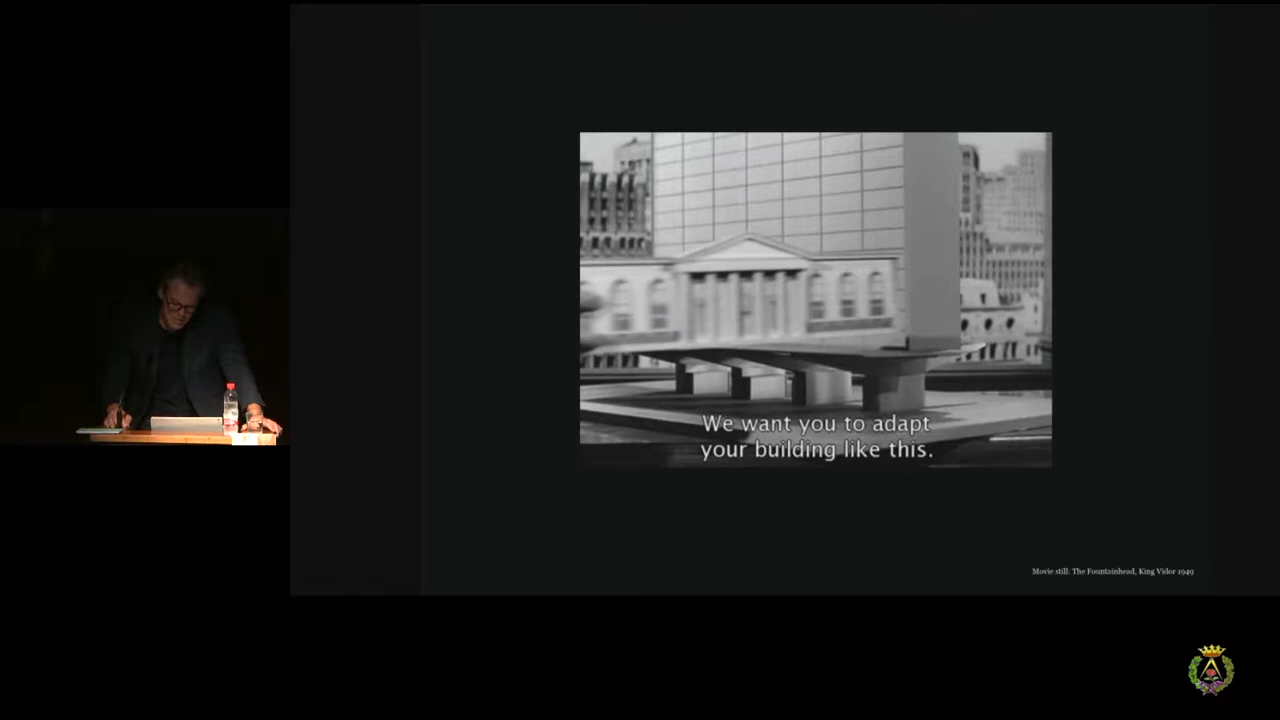 We want you to adapt
your building like this.
Movie still: The Fountainhead, King Vidor 1949